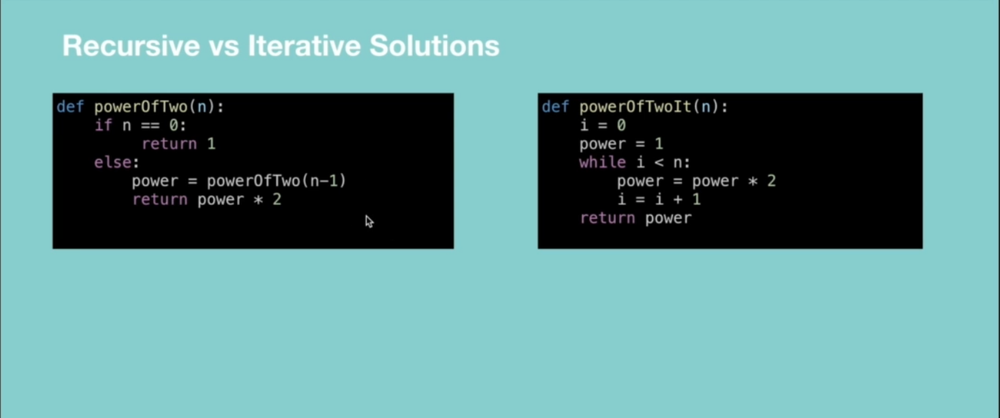 Recursive vs Iterative Solutions
def powerOfTwo(n):
    if n == 0:
         return 1
    else:
        power = powerOfTwo(n-1)
        return power * 2
def powerOfTwoIt(n):
    i = 0
    power = 1
    while i < n:
        power = power * 2
        i = i + 1
    return power